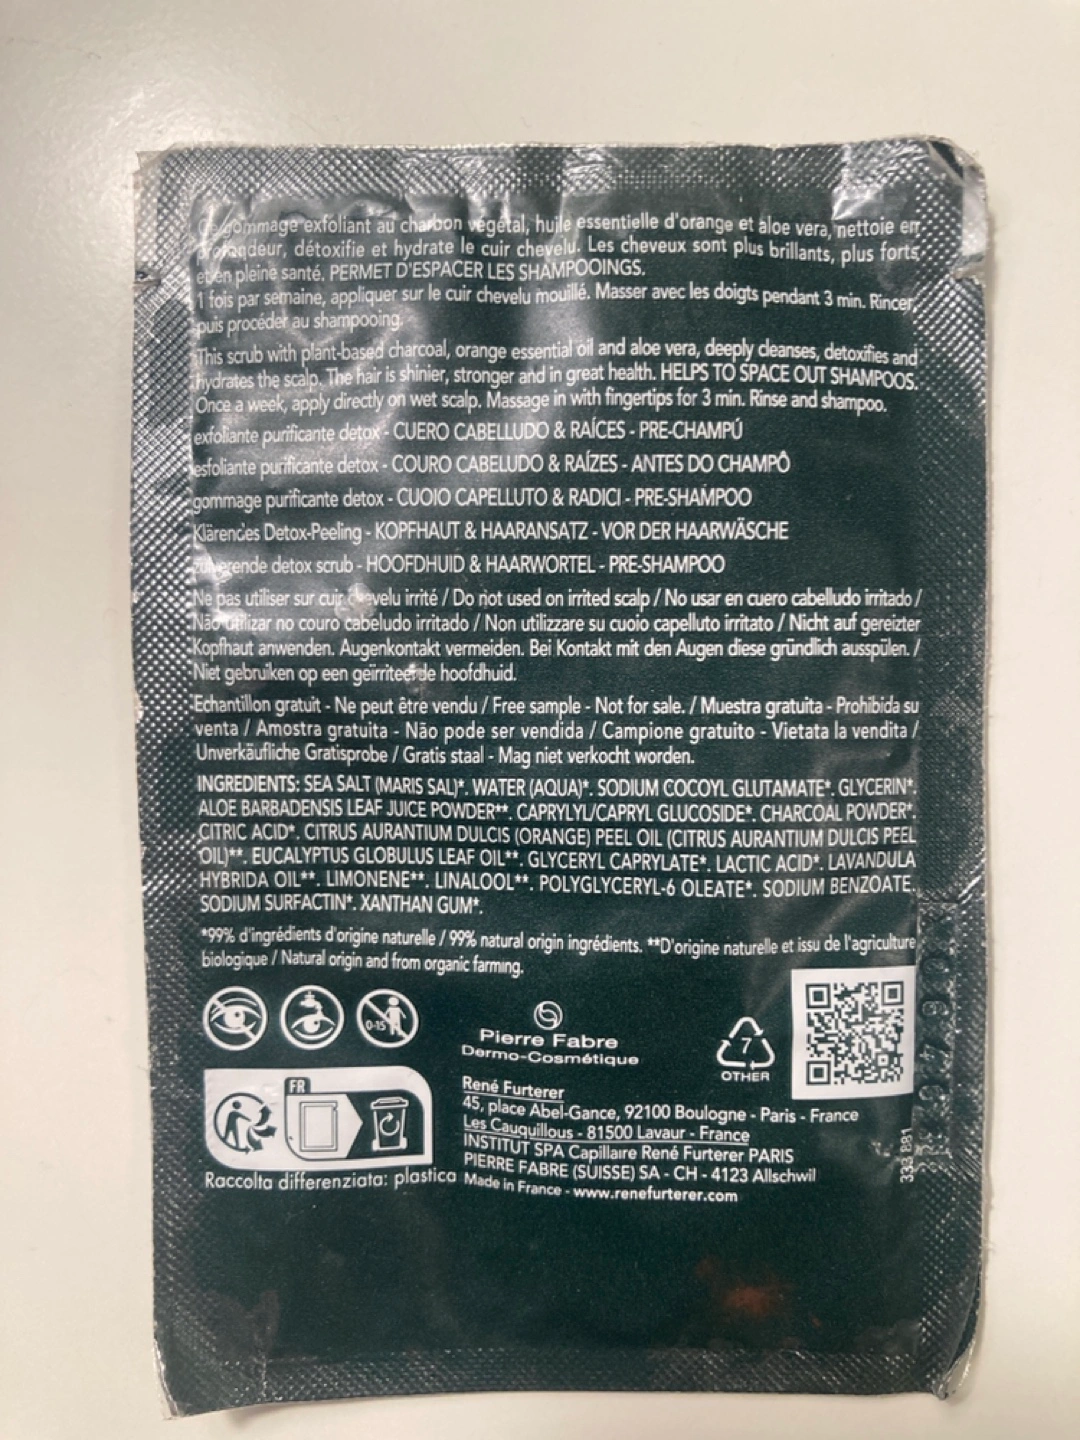 Ce gommage exfoliant au charbon végétal, huile essentielle d'orange et aloe vera, nettoie en
profondeur, détoxifie et hydrate le cuir chevelu. Les cheveux sont plus brillants, plus forts
et en pleine santé. PERMET D'ESPACER LES SHAMPOOINGS.
1 fois par semaine, appliquer sur le cuir chevelu mouillé. Masser avec les doigts pendant 3 min. Rincer,
puis procéder au shampooing.
This scrub with plant-based charcoal, orange essential oil and aloe vera, deeply cleanses, detoxifies and
hydrates the scalp. The hair is shinier, stronger and in great health. HELPS TO SPACE OUT SHAMPOOS.
Once a week, apply directly on wet scalp. Massage in with fingertips for 3 min. Rinse and shampoo.
exfoliante purificante detox - CUERO CABELLUDO & RAÍCES - PRE-CHAMPÚ
esfoliante purificante detox - COURO CABELUDO & RAÍZES - ANTES DO CHAMPÔ
gommage purificante detox - CUOIO CAPELLUTO & RADICI - PRE-SHAMPOO
Klärendes Detox-Peeling - KOPFHAUT & HAARANSATZ - VOR DER HAARWÄSCHE
zuiverende detox scrub - HOOFDHUID & HAARWORTEL - PRE-SHAMPOO
Ne pas utiliser sur cuir chevelu irrité / Do not used on irrited scalp / No usar en cuero cabelludo irritado /
Não utilizar no couro cabeludo irritado / Non utilizzare su cuoio capelluto irritato / Nicht auf gereizter
Kopfhaut anwenden. Augenkontakt vermeiden. Bei Kontakt mit den Augen diese gründlich ausspülen. /
Niet gebruiken op een geïrriteerde hoofdhuid.
Echantillon gratuit - Ne peut être vendu / Free sample - Not for sale. / Muestra gratuita - Prohibida su
venta / Amostra gratuita - Não pode ser vendida / Campione gratuito - Vietata la vendita /
Unverkäufliche Gratisprobe / Gratis staal - Mag niet verkocht worden.
INGREDIENTS: SEA SALT (MARIS SAL)*. WATER (AQUA)*. SODIUM COCOYL GLUTAMATE*. GLYCERIN*.
ALOE BARBADENSIS LEAF JUICE POWDER**. CAPRYLYL/CAPRYL GLUCOSIDE*. CHARCOAL POWDER*.
CITRIC ACID*. CITRUS AURANTIUM DULCIS (ORANGE) PEEL OIL (CITRUS AURANTIUM DULCIS PEEL
OIL)**. EUCALYPTUS GLOBULUS LEAF OIL**. GLYCERYL CAPRYLATE*. LACTIC ACID*. LAVANDULA
HYBRIDA OIL**. LIMONENE**. LINALOOL**. POLYGLYCERYL-6 OLEATE*. SODIUM BENZOATE.
SODIUM SURFACTIN*. XANTHAN GUM*.
*99% d'ingrédients d'origine naturelle / 99% natural origin ingrédients. **D'origine naturelle et issu de l'agriculture
biologique / Natural origin and from organic farming.
0-15
Pierre Fabre
Dermo-Cosmétique
7
OTHER
FR
Raccolta differenziata: plastica
René Furterer
45, place Abel-Gance, 92100 Boulogne - Paris - France
Les Cauquillous - 81500 Lavaur - France
INSTITUT SPA Capillaire René Furterer PARIS
PIERRE FABRE (SUISSE) SA - CH - 4123 Allschwil
Made in France - www.renefurterer.com
333 881